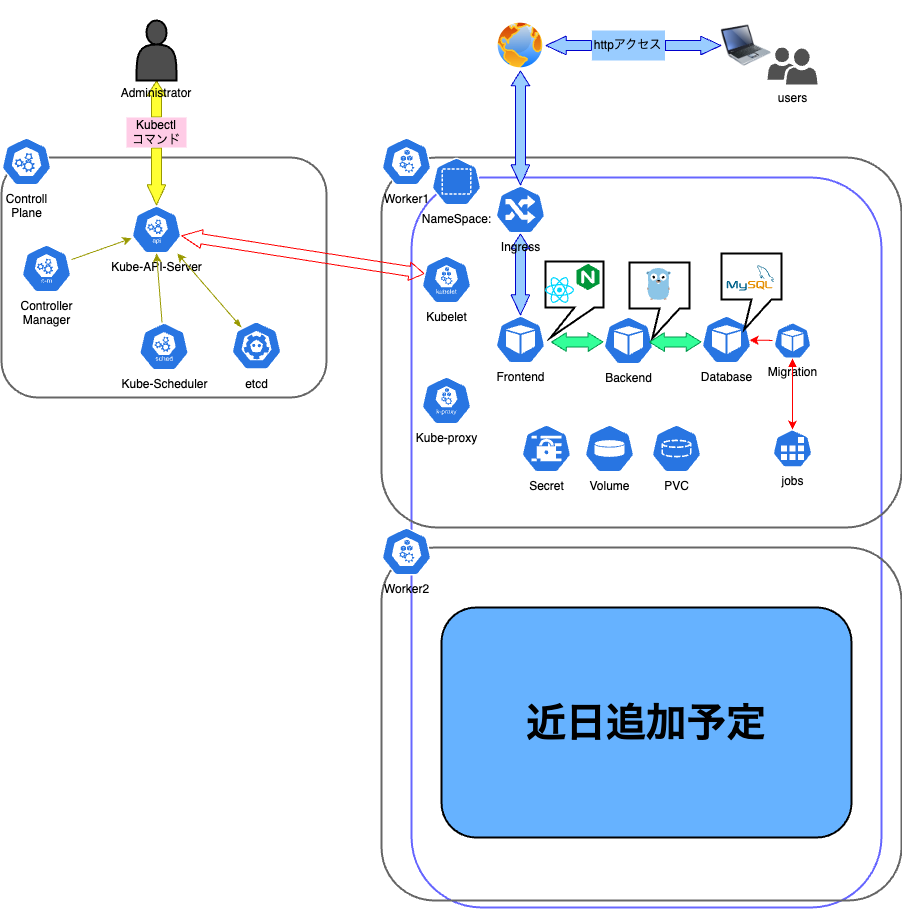 Administrator
Kubectl
コマンド
httpアクセス
users
Controll
Plane
api
Kube-API-Server
c-m
Controller
Manager
sched
Kube-Scheduler
etcd
Worker1
NameSpace:
Ingress
kubelet
Kubelet
N
MySQL
Frontend
Backend
Database
Migration
k-proxy
Kube-proxy
Secret
Volume
PVC
jobs
Worker2
近日追加予定